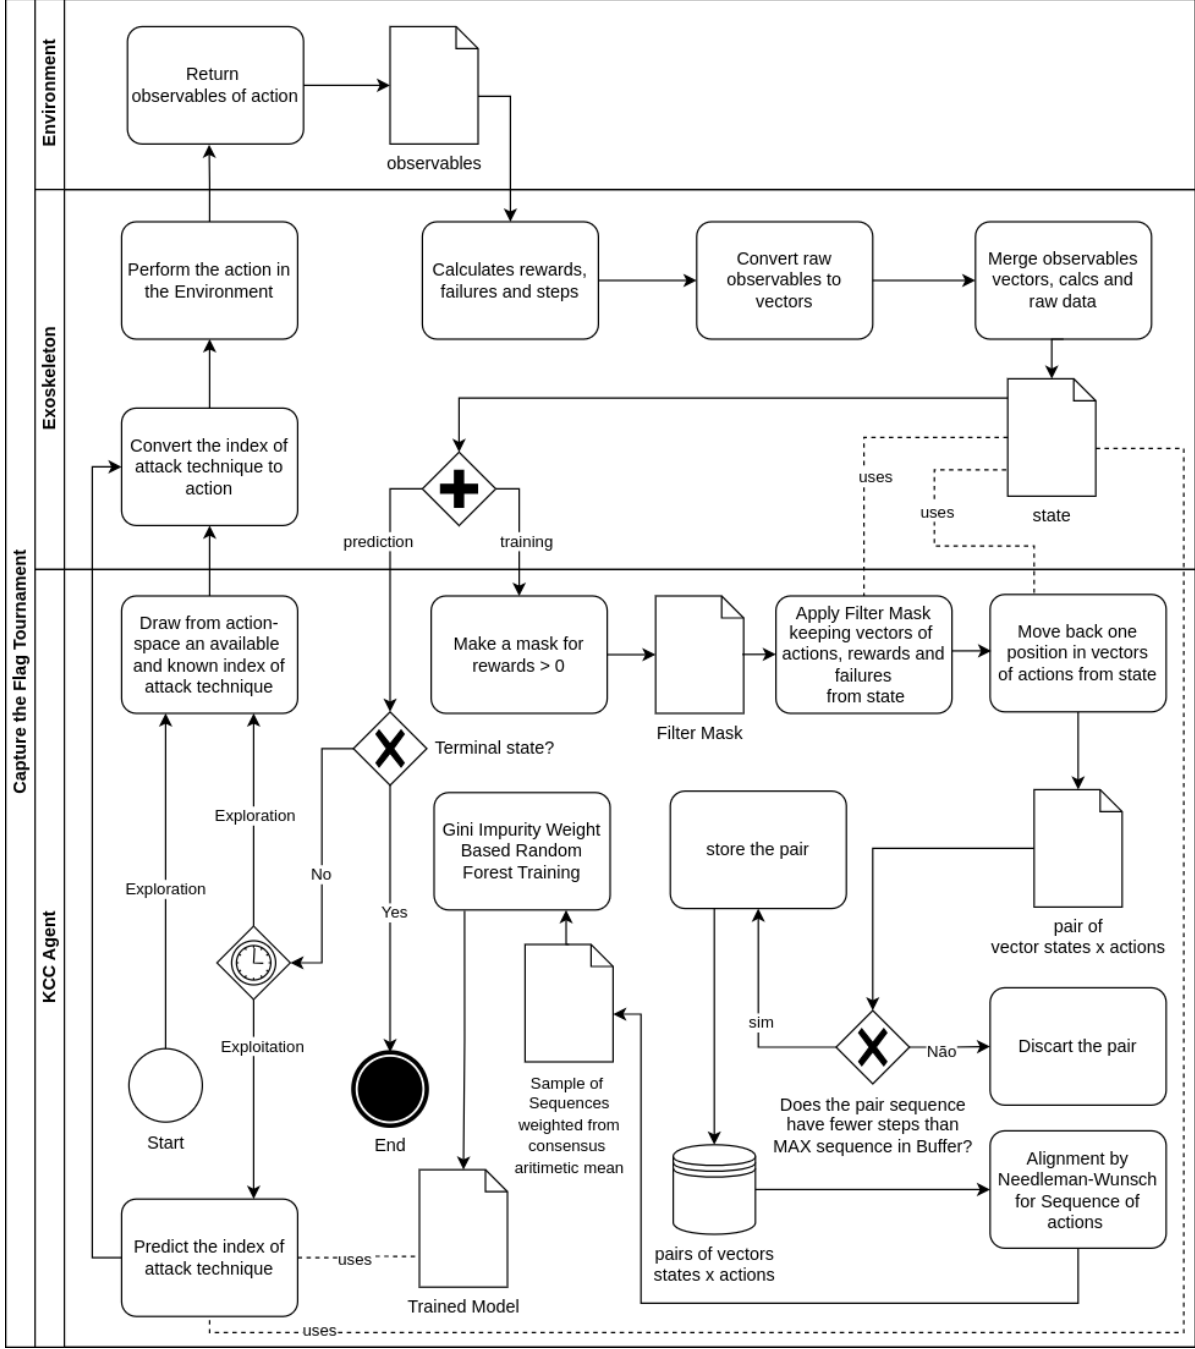 Capture the Flag Tournament
Environment
Return
observables of action
observables
Exoskeleton
Perform the action in
the Environment
Calculates rewards,
failures and steps
Convert raw
observables to
vectors
Merge observables
vectors, calcs and
raw data
Convert the index of
attack technique to
action
uses
uses
state
prediction
training
KCC Agent
Draw from action-
space an available
and known index of
attack technique
Make a mask for
rewards > 0
Filter Mask
Apply Filter Mask
keeping vectors of
actions, rewards and
failures
from state
Move back one
position in vectors
of actions from state
Terminal state?
Exploration
Exploration
No
Yes
Gini Impurity Weight
Based Random
Forest Training
store the pair
pair of
vector states x actions
sim
Não
Discart the pair
Does the pair sequence
have fewer steps than
MAX sequence in Buffer?
Exploitation
Start
End
Sample of
Sequences
weighted from
consensus
aritimetic mean
Alignment by
Needleman-Wunsch
for Sequence of
actions
pairs of vectors
states x actions
Predict the index of
attack technique
uses
Trained Model
uses